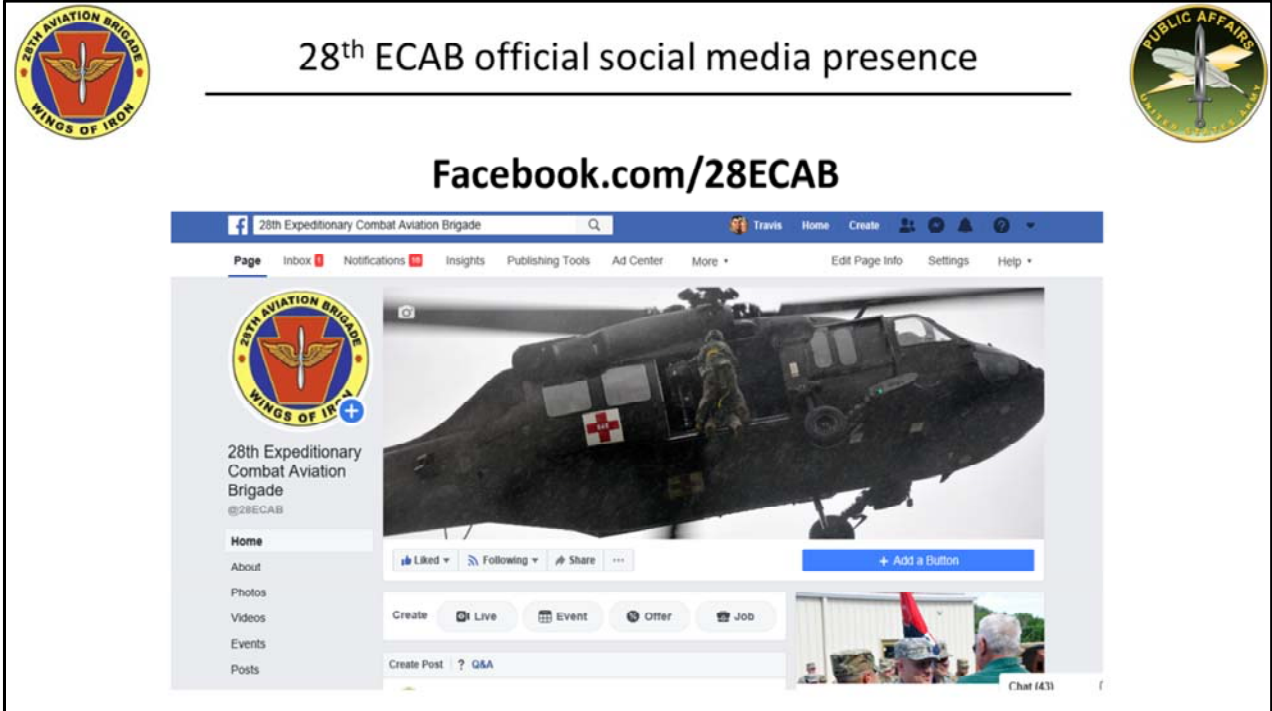 28TH AVIATION BRIGADE
WINGS OF IRON
28th ECAB official social media presence
PUBLIC AFFAIRS
UNITED STATES ARMY
Facebook.com/28ECAB
28th Expeditionary Combat Aviation Brigade
Travis Home Create
Page Inbox 1 Notifications Insights Publishing Tools Ad Center More Edit Page Info Settings Help
28TH AVIATION BRIGADE
WINGS OF IRON
28th Expeditionary
Combat Aviation
Brigade
@28ECAB
Home
About
Photos
Videos
Events
Posts
Liked Following Share ...
+ Add a Button
Create Live Event Offer Job
Create Post ? Q&A
Chat (43)